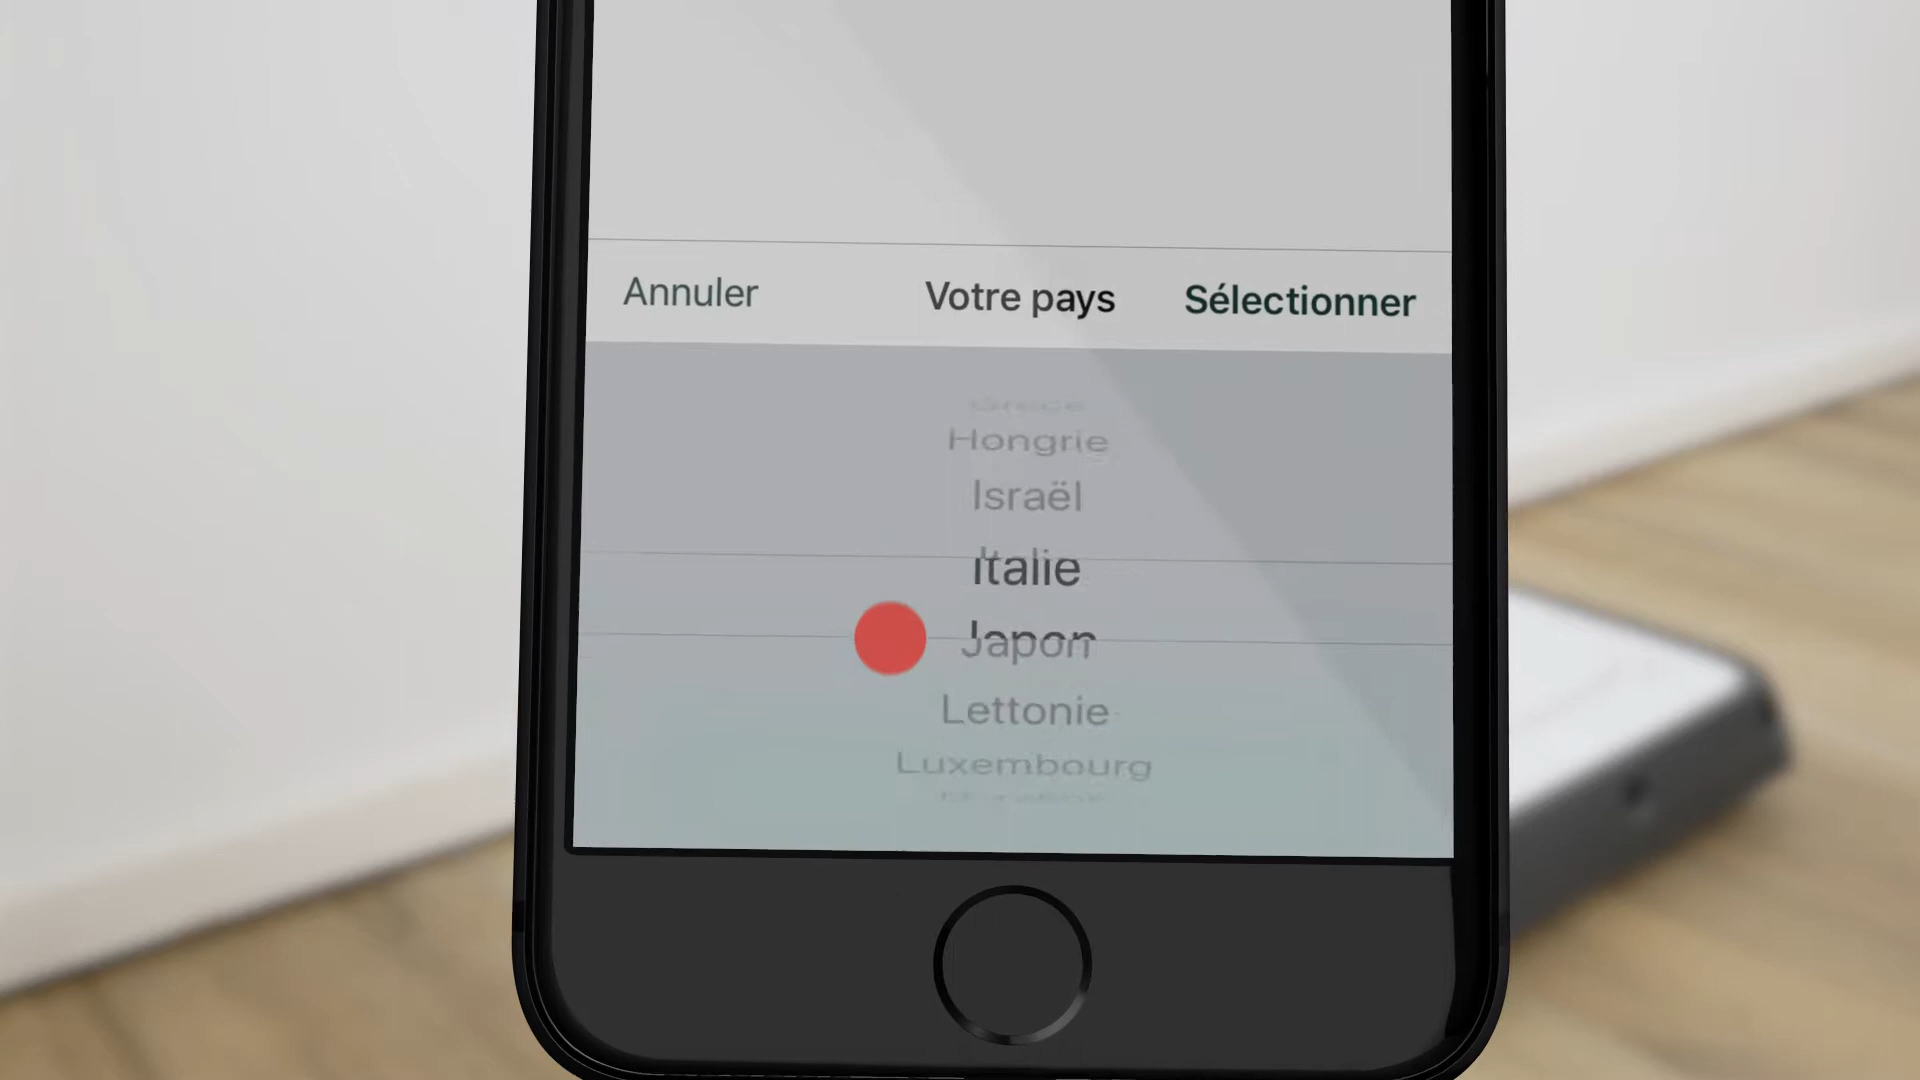 Annuler Votre pays Sélectionner
Hongrie
Israël
Italie
Japon
Lettonie
Luxembourg